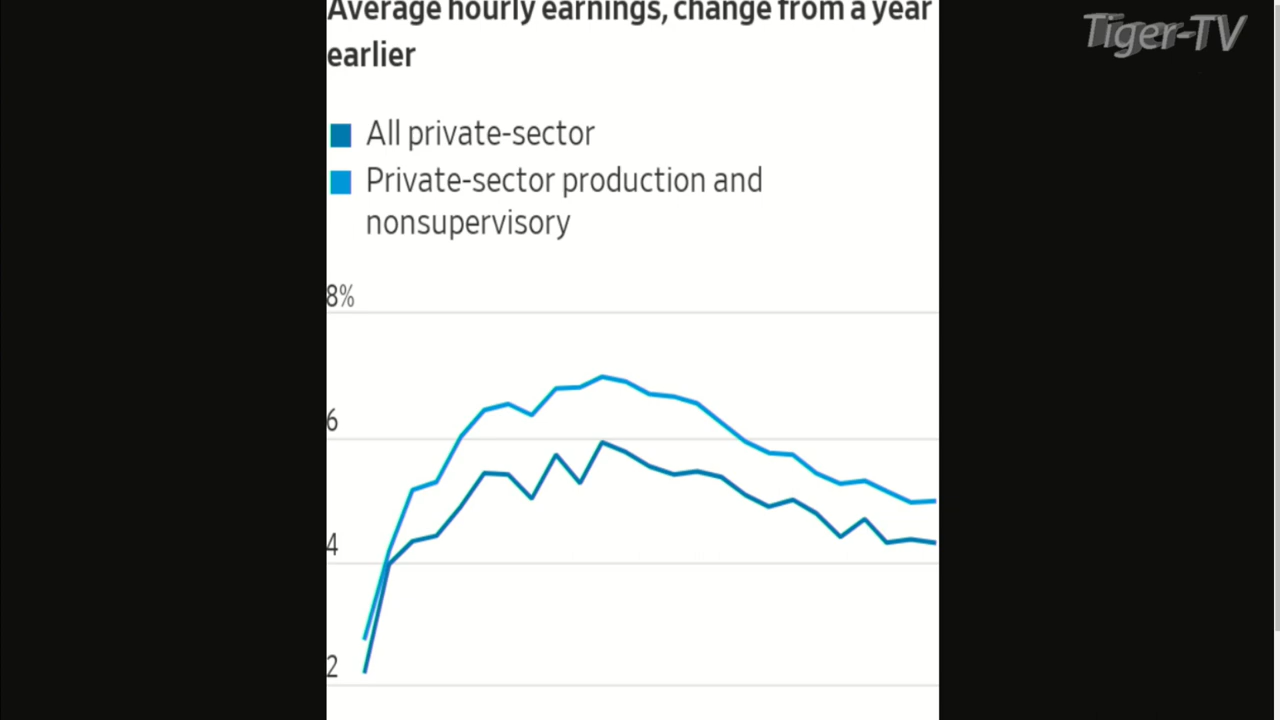 Average hourly earnings, change from a year
earlier
Tiger-TV
All private-sector
Private-sector production and
nonsupervisory
8%
6
4
2